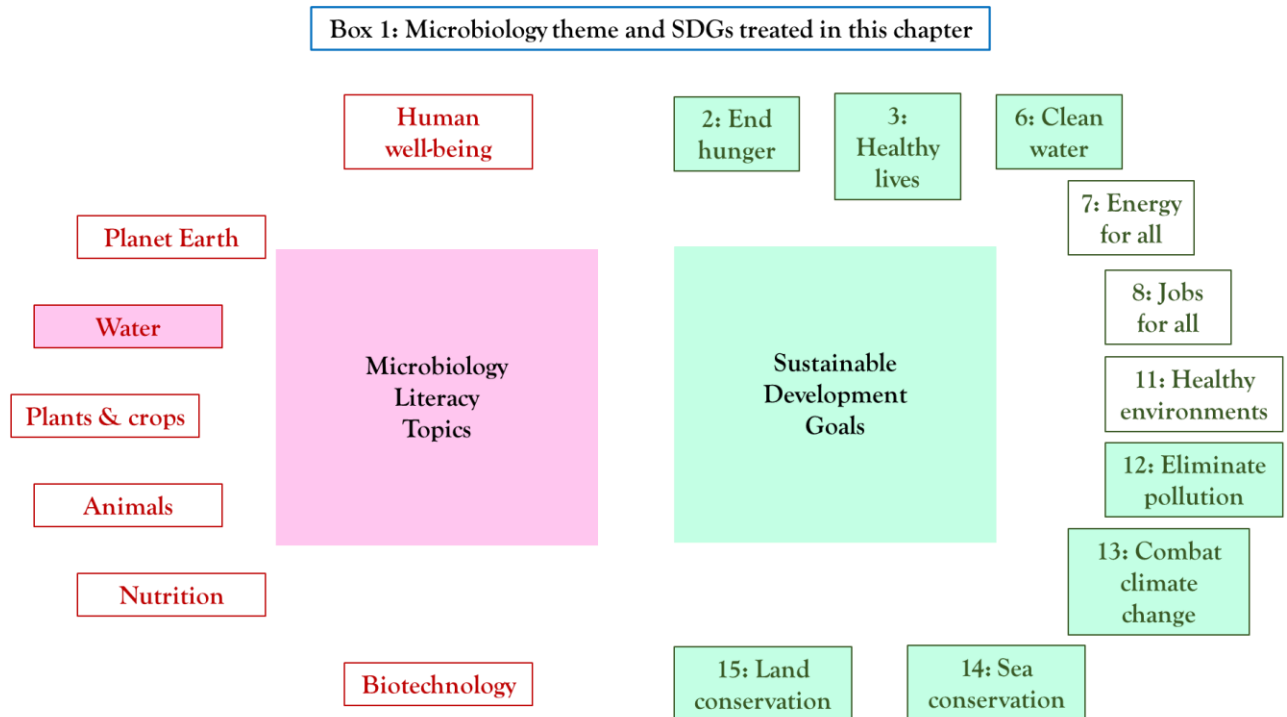 Box 1: Microbiology theme and SDGs treated in this chapter
Human
well-being
Planet Earth
Water
Plants & crops
Animals
Nutrition
Biotechnology
Microbiology
Literacy
Topics
2: End
hunger
3:
Healthy
lives
6: Clean
water
7: Energy
for all
8: Jobs
for all
11: Healthy
environments
12: Eliminate
pollution
13: Combat
climate
change
14: Sea
conservation
15: Land
conservation
Sustainable
Development
Goals